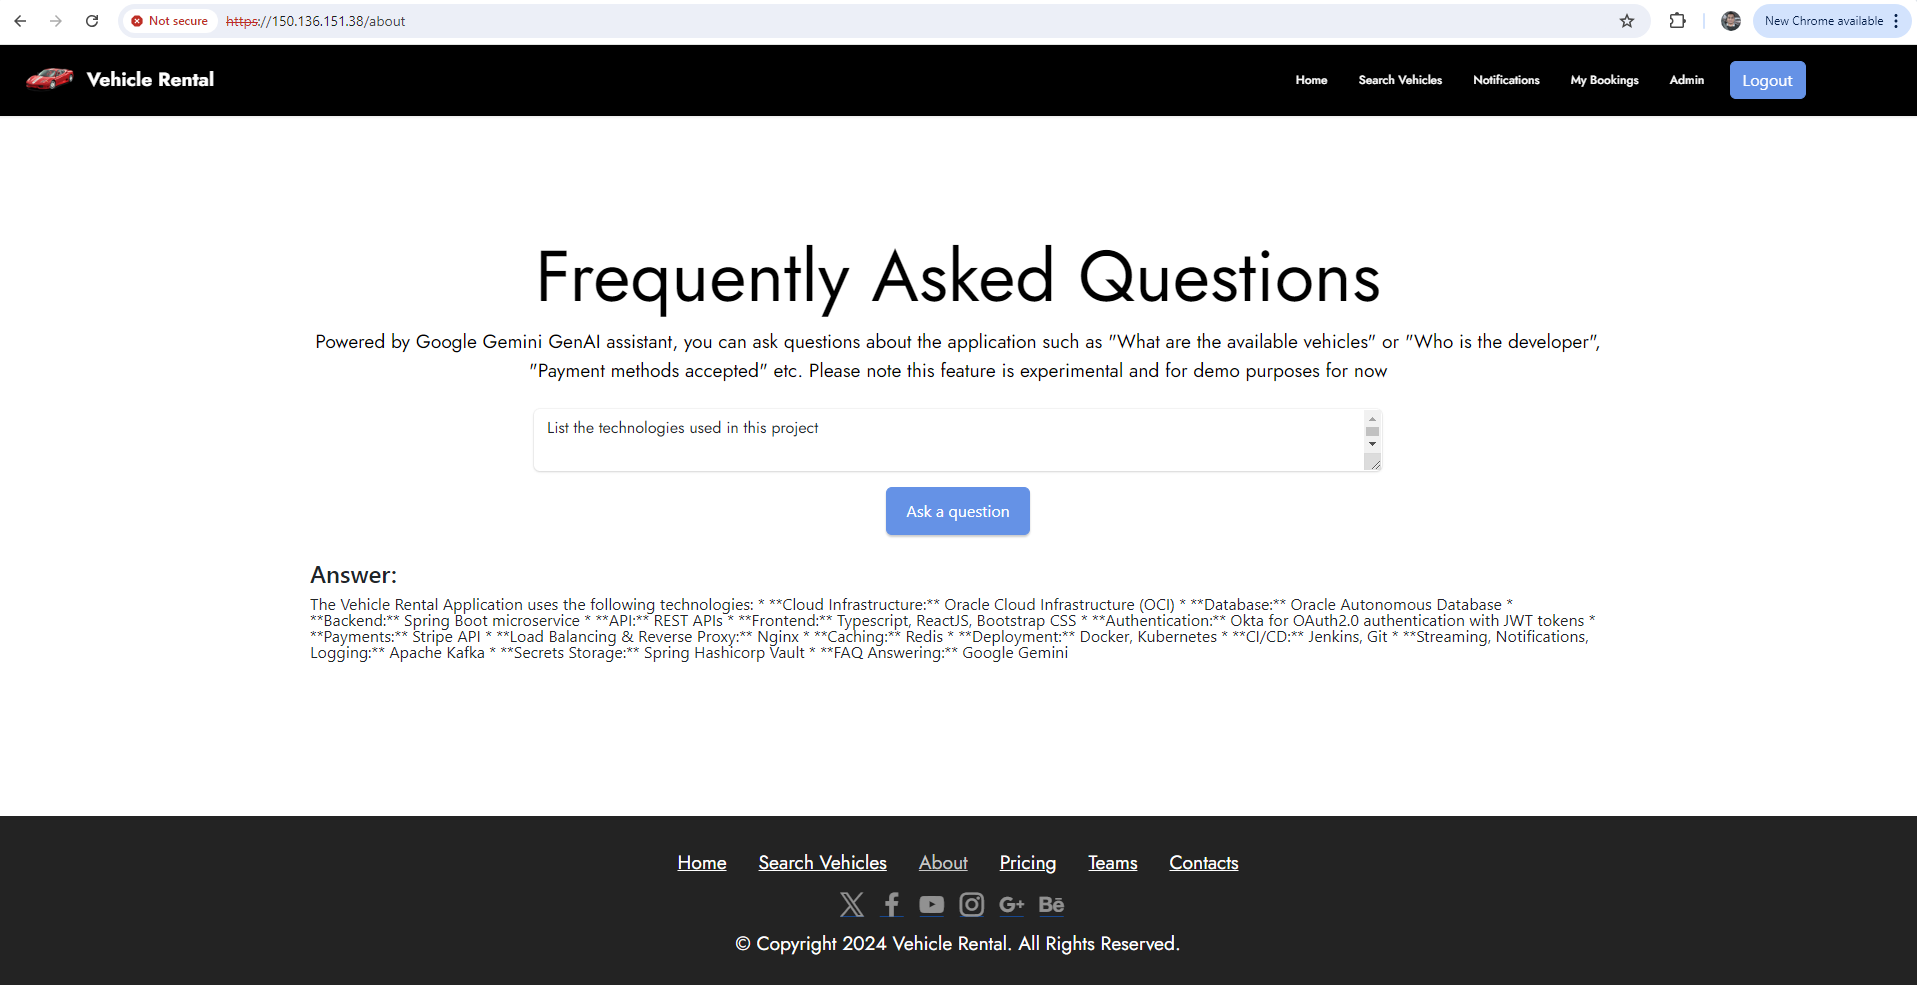 Not secure https://150.136.151.38/about New Chrome available
Vehicle Rental Home Search Vehicles Notifications My Bookings Admin Logout
Frequently Asked Questions
Powered by Google Gemini GenAI assistant, you can ask questions about the application such as "What are the available vehicles" or "Who is the developer",
"Payment methods accepted" etc. Please note this feature is experimental and for demo purposes for now
List the technologies used in this project
Ask a question
Answer:
The Vehicle Rental Application uses the following technologies: * **Cloud Infrastructure:** Oracle Cloud Infrastructure (OCI) * **Database:** Oracle Autonomous Database *
**Backend:** Spring Boot microservice * **API:** REST APIs * **Frontend:** Typescript, ReactJS, Bootstrap CSS * **Authentication:** Okta for OAuth2.0 authentication with JWT tokens *
**Payments:** Stripe API * **Load Balancing & Reverse Proxy:** Nginx * **Caching:** Redis * **Deployment:** Docker, Kubernetes * **CI/CD:** Jenkins, Git * **Streaming, Notifications,
Logging:** Apache Kafka * **Secrets Storage:** Spring Hashicorp Vault * **FAQ Answering:** Google Gemini
Home Search Vehicles About Pricing Teams Contacts
G+ Bē
© Copyright 2024 Vehicle Rental. All Rights Reserved.